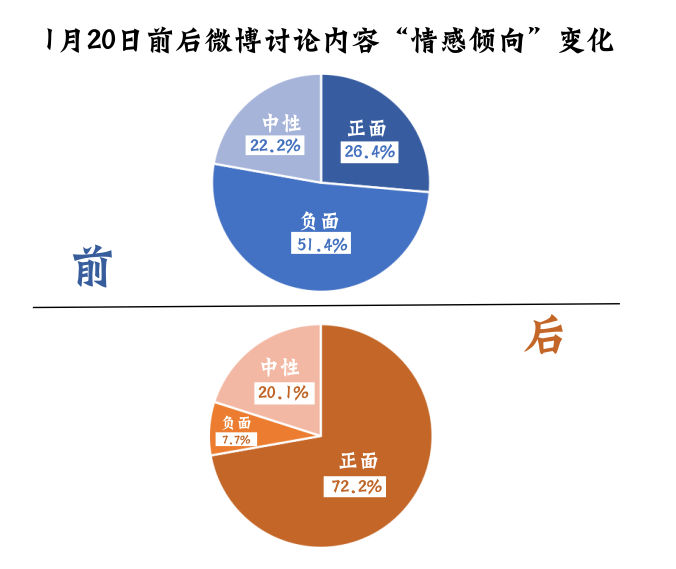 1月20日前后微博讨论内容“情感倾向”变化
中性
22.2%
正面
26.4%
负面
51.4%
前
后
中性
20.1%
负面
7.7%
正面
72.2%